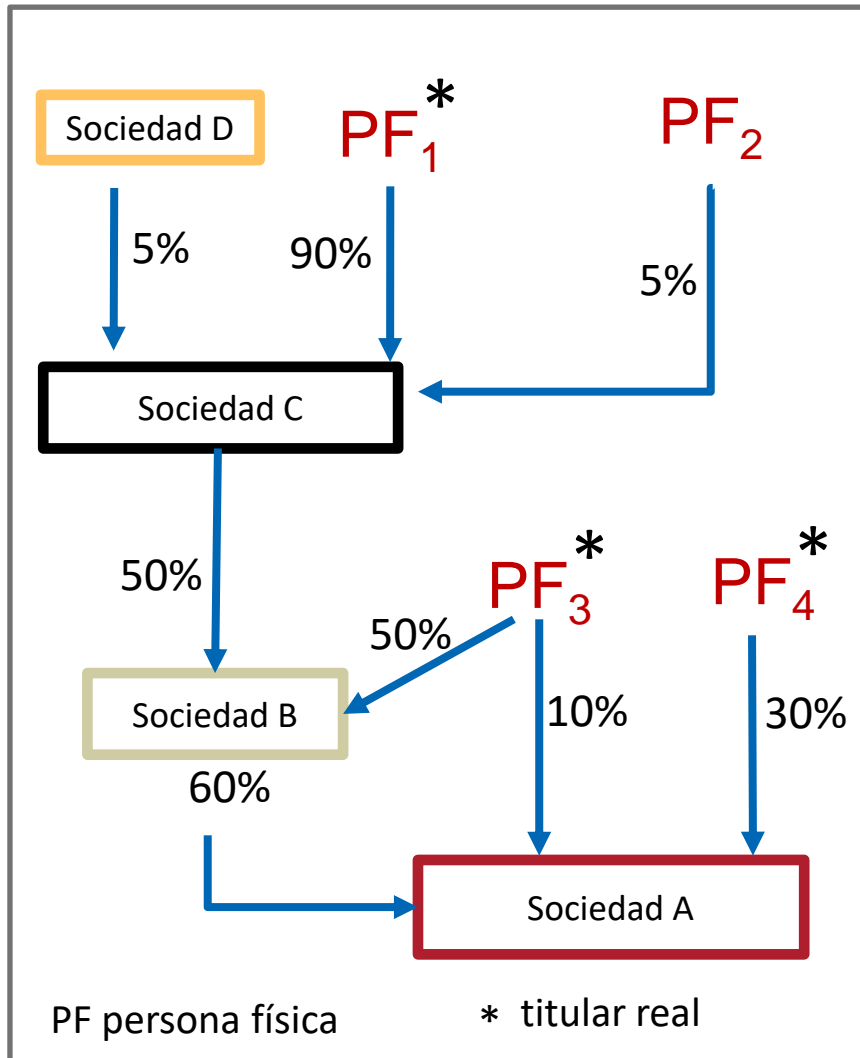 Sociedad D
PF1*
PF2
5%
90%
5%
Sociedad C
50%
PF3*
PF4*
50%
Sociedad B
10%
30%
60%
Sociedad A
PF persona física
* titular real